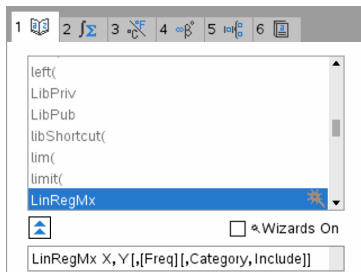 1 2 ∫Σ 3 °C°F 4 ∞β° 5 6
left(
LibPriv
LibPub
libShortcut(
lim(
limit(
LinRegMx
Wizards On
LinRegMx X,Y[,[Freq][,Category,Include]]